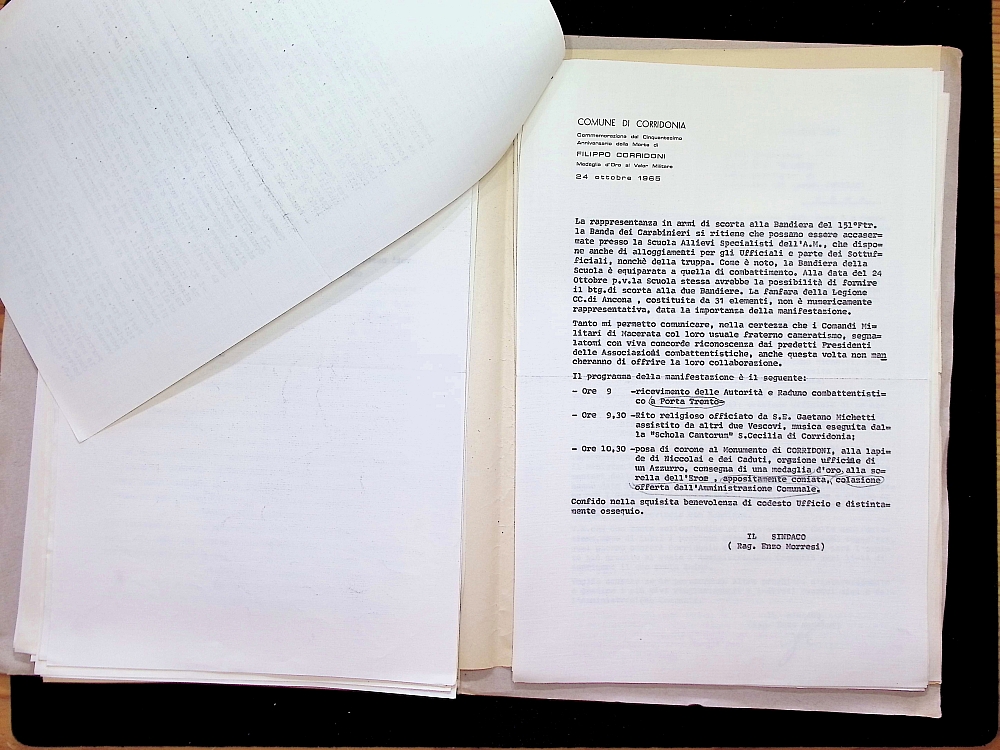 COMUNE DI CORRIDONIA
Commemorazione del Cinquantesimo
Anniversario della Morte di
FILIPPO CORRIDONI
Medaglia d'Oro al Valor Militare
24 ottobre 1965
La rappresentanza in armi di scorta alla Bandiera del 151°Ftr.
la Banda dei Carabinieri si ritiene che possano essere accaser=
mate presso la Scuola Allievi Specialisti dell'A.M., che dispo=
ne anche di alloggiamenti per gli Ufficiali e parte dei Sottuf=
ficiali, nonchè della truppa. Come è noto, la Bandiera della
Scuola è equiparata a quella di combattimento. Alla data del 24
Ottobre p.v.la Scuola stessa avrebbe la possibilità di fornire
il btg.di scorta alla due Bandiere. La fanfara della Legione
CC.di Ancona , costituita da 31 elementi, non è numericamente
rappresentativa, data la importanza della manifestazione.
Tanto mi permetto comunicare, nella certezza che i Comandi Mi=
litari di Macerata col loro usuale fraterno cameratismo, segna=
latomi con viva concorde riconoscenza dai predetti Presidenti
delle Associazioni combattentistiche, anche questa volta non man
cheranno di offrire la loro collaborazione.
Il programma della manifestazione è il seguente:
- Ore 9 -ricevimento delle Autorità e Raduno combattentisti=
co a Porta Trento=
- Ore 9,30 -Rito religioso officiato da S.E. Gaetano Michetti
assistito da altri due Vescovi, musica eseguita dal=
la "Schola Cantorum" S.Cecilia di Corridonia;
- Ore 10,30 -posa di corone al Monumento di CORRIDONI, alla lapi=
de di Niccolai e dei Caduti, orazione ufficiale di
un Azzurro, consegna di una medaglia d'oro alla so=
rella dell'Eroe , appositamente coniata, colazione
offerta dall'Amministrazione Comunale.
Confido nella squisita benevolenza di codesto Ufficio e distinta=
mente ossequio.
IL SINDACO
( Rag. Enzo Morresi)